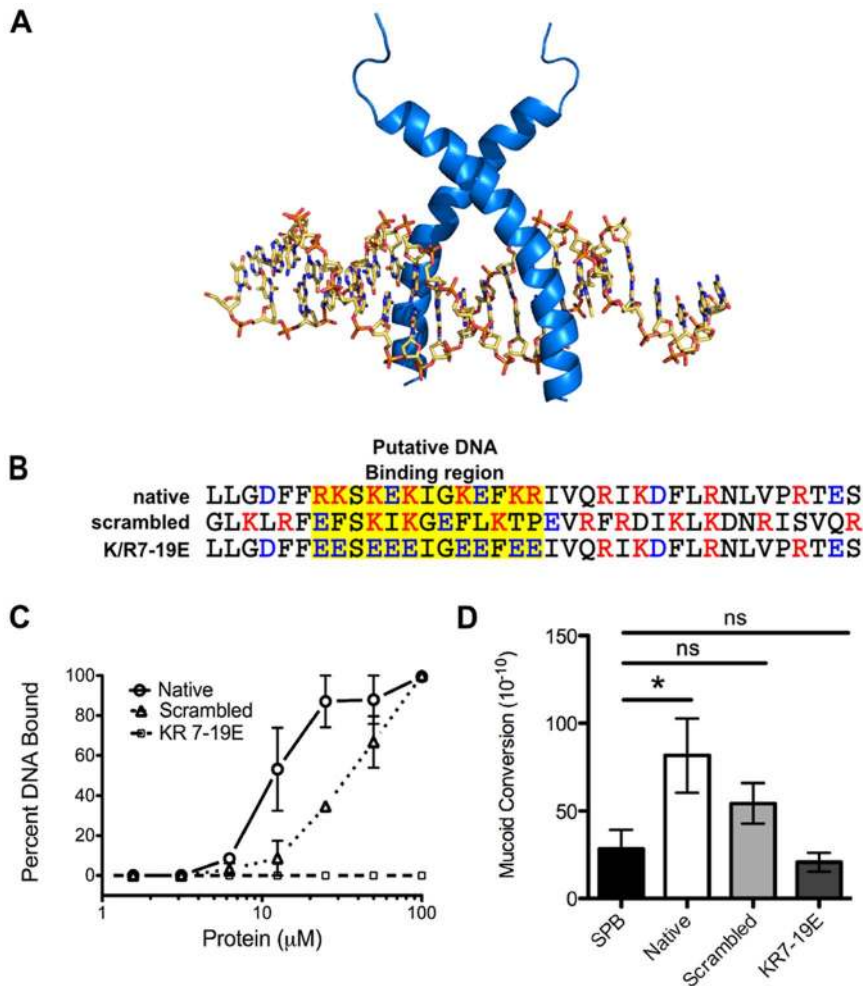 A
B
Putative DNA
Binding region
native LLGDFFRKSKEKIGKEFKRIVQRIKDFLRNLVPRTES
scrambled GLKLRFEFSKIKGEFLKTPEVRFRDIKLKDNRISVQR
K/R7-19E LLGDFFEESEEEIGEEFEEIVQRIKDFLRNLVPRTES
C
Percent DNA Bound
100
80
60
40
20
0
Native
Scrambled
KR 7-19E
1 10 100
Protein (μM)
D
Mucoid Conversion (10⁻¹⁰)
150
100
50
0
ns
ns
*
SPB Native Scrambled KR7-19E